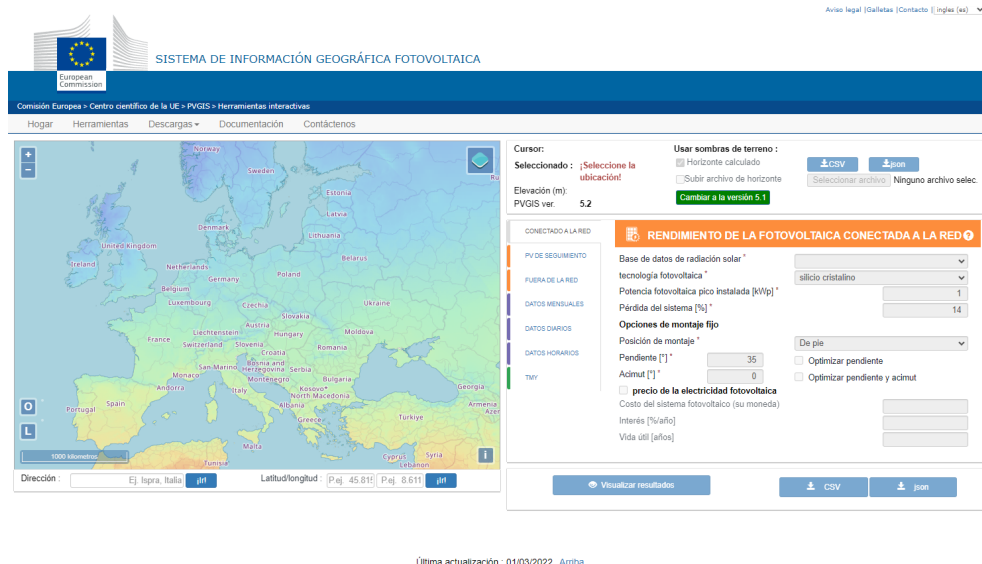 Aviso legal |Galletas |Contacto | ingles (es)
European
Commission
SISTEMA DE INFORMACIÓN GEOGRÁFICA FOTOVOLTAICA
Comisión Europea > Centro científico de la UE > PVGIS > Herramientas interactivas
Hogar Herramientas Descargas Documentación Contáctenos
+
−
Norway
Sweden
Ru
Estonia
Latvia
Denmark
Lithuania
United Kingdom
Ireland
Belarus
Netherlands
Poland
Germany
Belgium
Luxembourg
Czechia
Ukraine
Slovakia
Liechtenstein
Austria
Hungary
Moldova
France
Switzerland
Slovenia
Croatia
Romania
San Marino
Bosnia and
Herzegovina
Serbia
Monaco
Montenegro
Bulgaria
Andorra
Italy
Kosovo*
North Macedonia
Georgia
Spain
Portugal
Albania
Greece
Türkiye
Armenia
Azer
Malta
Cyprus
Syria
Tunisia
Lebanon
O
L
1000 kilometros
i
Dirección : Ej. Ispra, Italia ¡Ir! Latitud/longitud : P.ej. 45.815 P.ej. 8.611 ¡Ir!
Cursor:
Seleccionado : ¡Seleccione la
ubicación!
Elevación (m):
PVGIS ver. 5.2
Usar sombras de terreno :
Horizonte calculado
Subir archivo de horizonte
Cambiar a la versión 5.1
CSV json
Seleccionar archivo Ninguno archivo selec.
CONECTADO A LA RED
PV DE SEGUIMIENTO
FUERA DE LA RED
DATOS MENSUALES
DATOS DIARIOS
DATOS HORARIOS
TMY
RENDIMIENTO DE LA FOTOVOLTAICA CONECTADA A LA RED ?
Base de datos de radiación solar *
tecnología fotovoltaica * silicio cristalino
Potencia fotovoltaica pico instalada [kWp] * 1
Pérdida del sistema [%] * 14
Opciones de montaje fijo
Posición de montaje * De pie
Pendiente [°] * 35 Optimizar pendiente
Acimut [°] * 0 Optimizar pendiente y acimut
precio de la electricidad fotovoltaica
Costo del sistema fotovoltaico (su moneda)
Interés [%/año]
Vida útil [años]
Visualizar resultados CSV json
Última actualización : 01/03/2022 Arriba